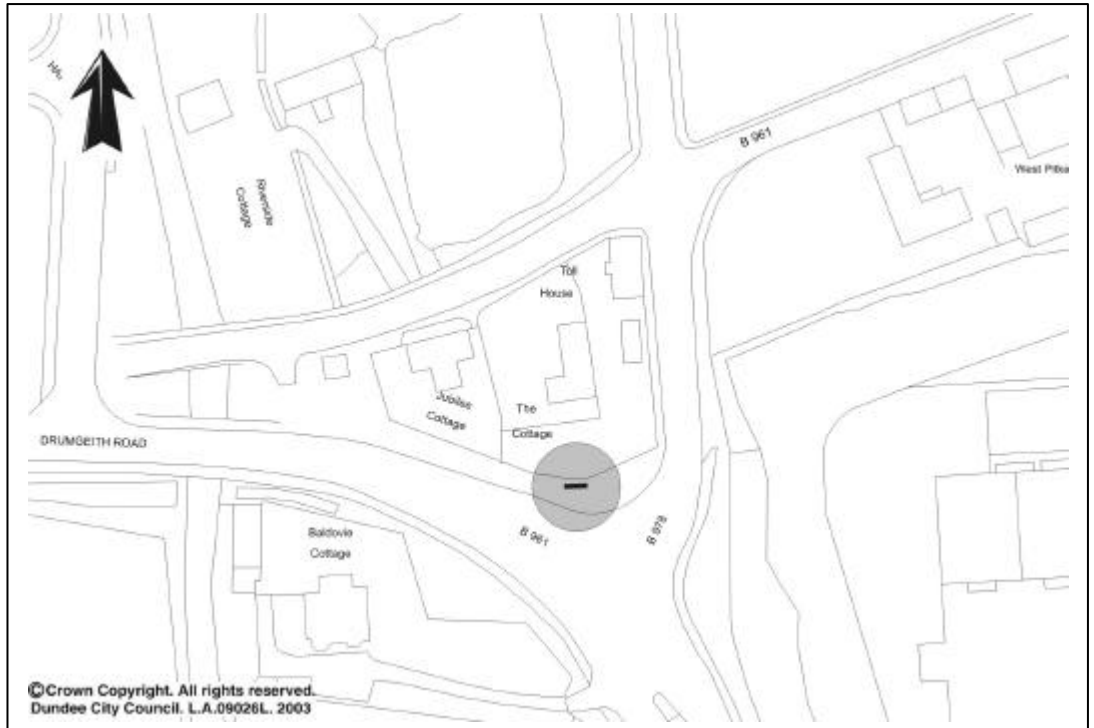 B 961
West Pitka
Riverside
Cottage
Toll
House
Jubilee
Cottage
The
Cottage
DRUMGEITH ROAD
B 961
B 978
Baldovie
Cottage
©Crown Copyright. All rights reserved.
Dundee City Council. L.A.09026L. 2003